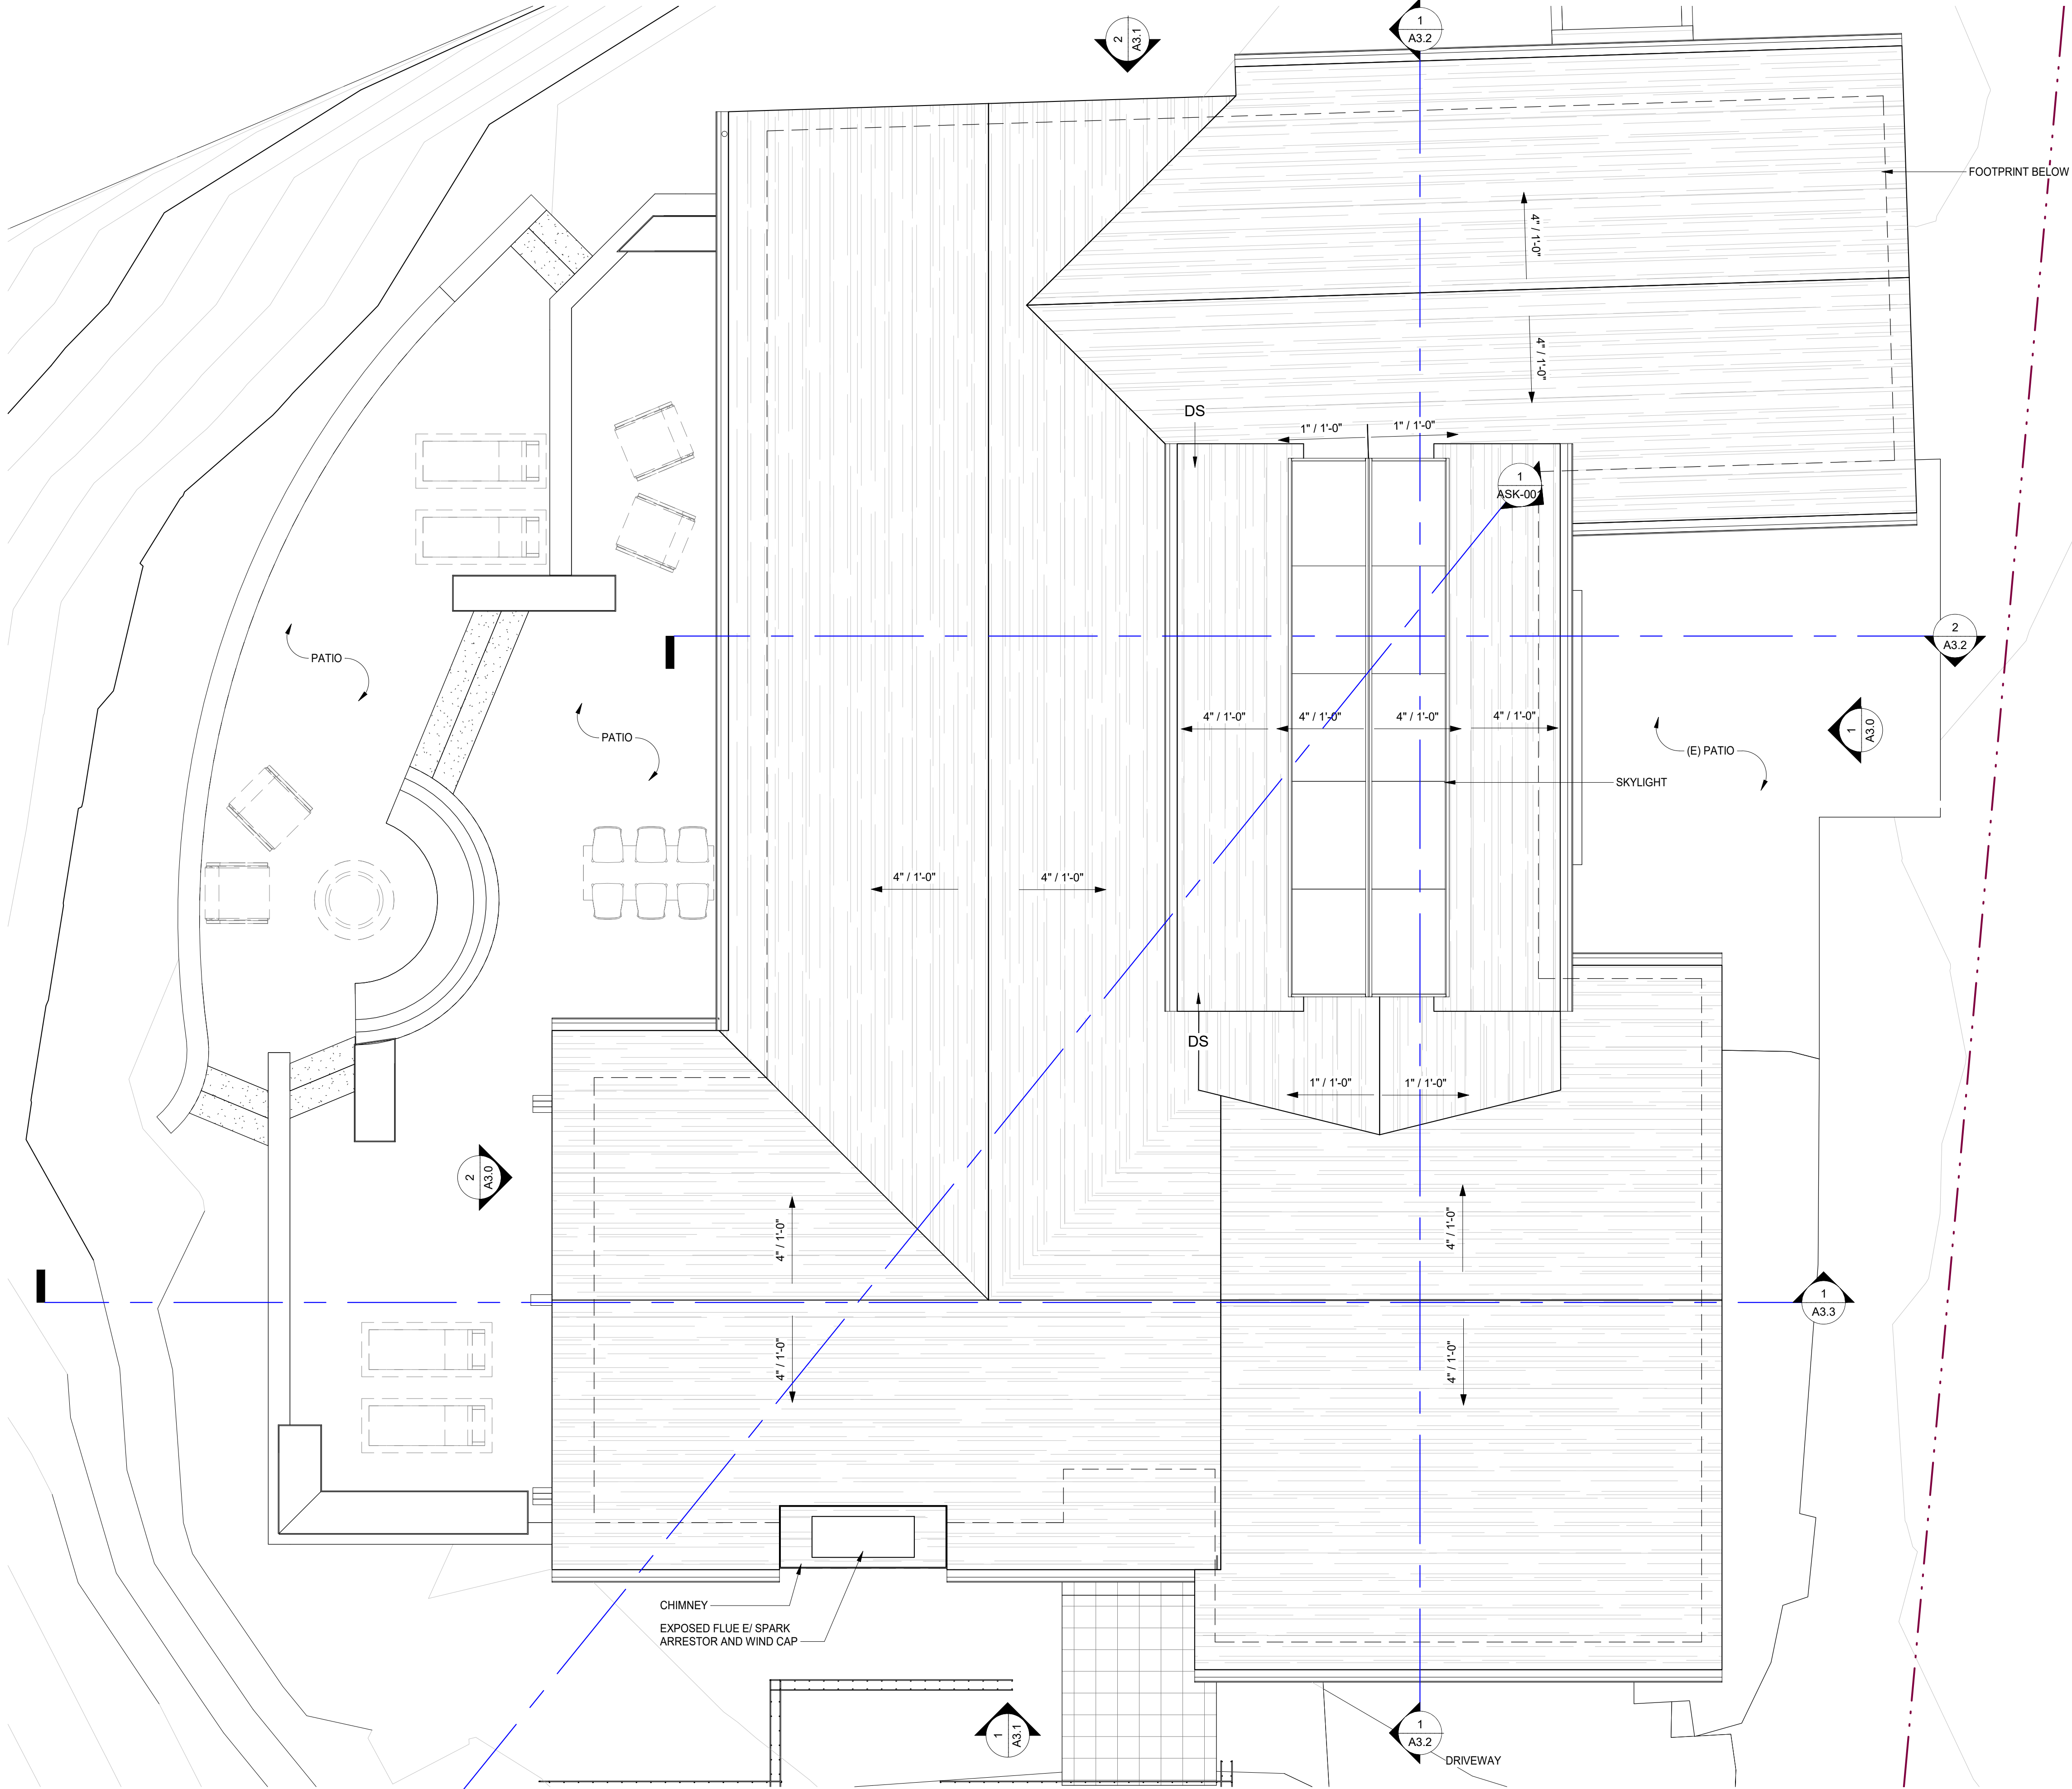 2
A3.1
1
A3.2
FOOTPRINT BELOW
4" / 1'-0"
4" / 1'-0"
DS
1" / 1'-0"
1" / 1'-0"
1
ASK-001
2
A3.2
PATIO
PATIO
4" / 1'-0"
4" / 1'-0"
4" / 1'-0"
4" / 1'-0"
1
A3.0
(E) PATIO
SKYLIGHT
4" / 1'-0"
4" / 1'-0"
DS
1" / 1'-0"
1" / 1'-0"
2
A3.0
4" / 1'-0"
4" / 1'-0"
1
A3.3
4" / 1'-0"
4" / 1'-0"
CHIMNEY
EXPOSED FLUE E/ SPARK
ARRESTOR AND WIND CAP
1
A3.1
1
A3.2
DRIVEWAY